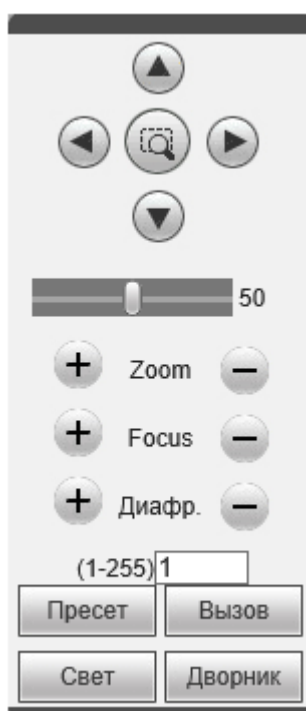 50
+ Zoom −
+ Focus −
+ Диафр. −
(1-255) 1
Пресет Вызов
Свет Дворник